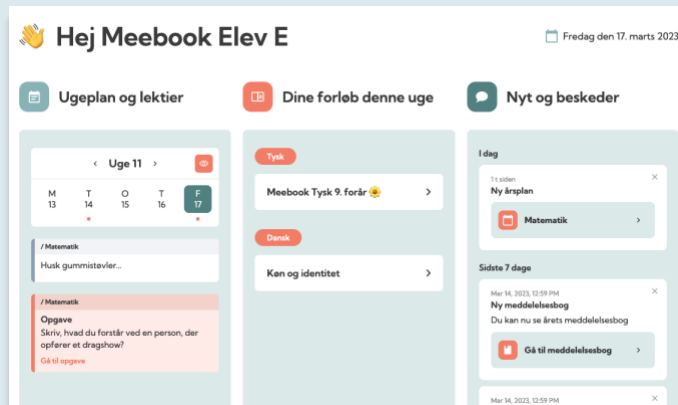 Hej Meebook Elev E
Fredag den 17. marts 2023
Ugeplan og lektier
‹ Uge 11 ›
M T O T F
13 14 15 16 17
/ Matematik
Husk gummistøvler...
/ Matematik
Opgave
Skriv, hvad du forstår ved en person, der
opfører et dragshow?
Gå til opgave
Dine forløb denne uge
Tysk
Meebook Tysk 9. forår
Dansk
Køn og identitet
Nyt og beskeder
I dag
1 t siden
Ny årsplan
Matematik
Sidste 7 dage
Mar 14, 2023, 12:59 PM
Ny meddelelsesbog
Du kan nu se årets meddelelsesbog
Gå til meddelelsesbog
Mar 14, 2023, 12:59 PM